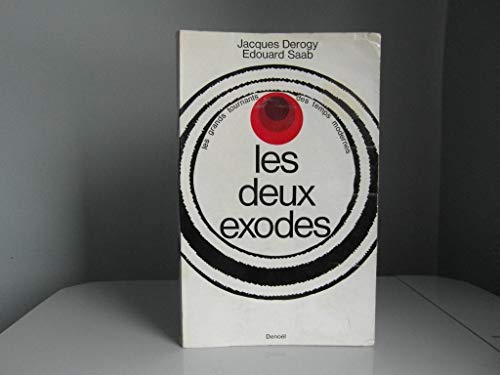 Jacques Derogy
Edouard Saab
les grands tournants des temps modernes
les
deux
exodes
Denoël